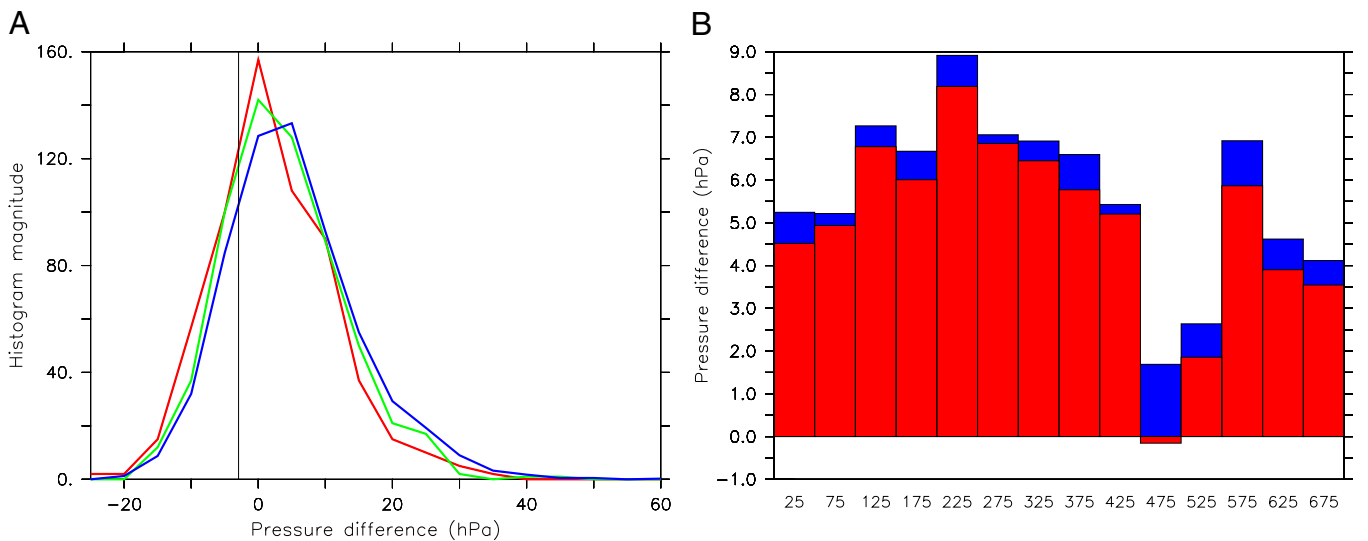 A
160.
120.
80.
40.
0.
Histogram magnitude
−20 0 20 40 60
Pressure difference (hPa)
B
9.0
8.0
7.0
6.0
5.0
4.0
3.0
2.0
1.0
0.0
−1.0
Pressure difference (hPa)
25 75 125 175 225 275 325 375 425 475 525 575 625 675